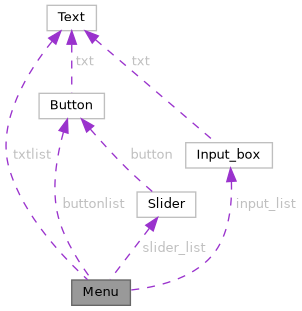 Text
txt
txt
Button
txtlist
button
Input_box
buttonlist
Slider
input_list
slider_list
Menu